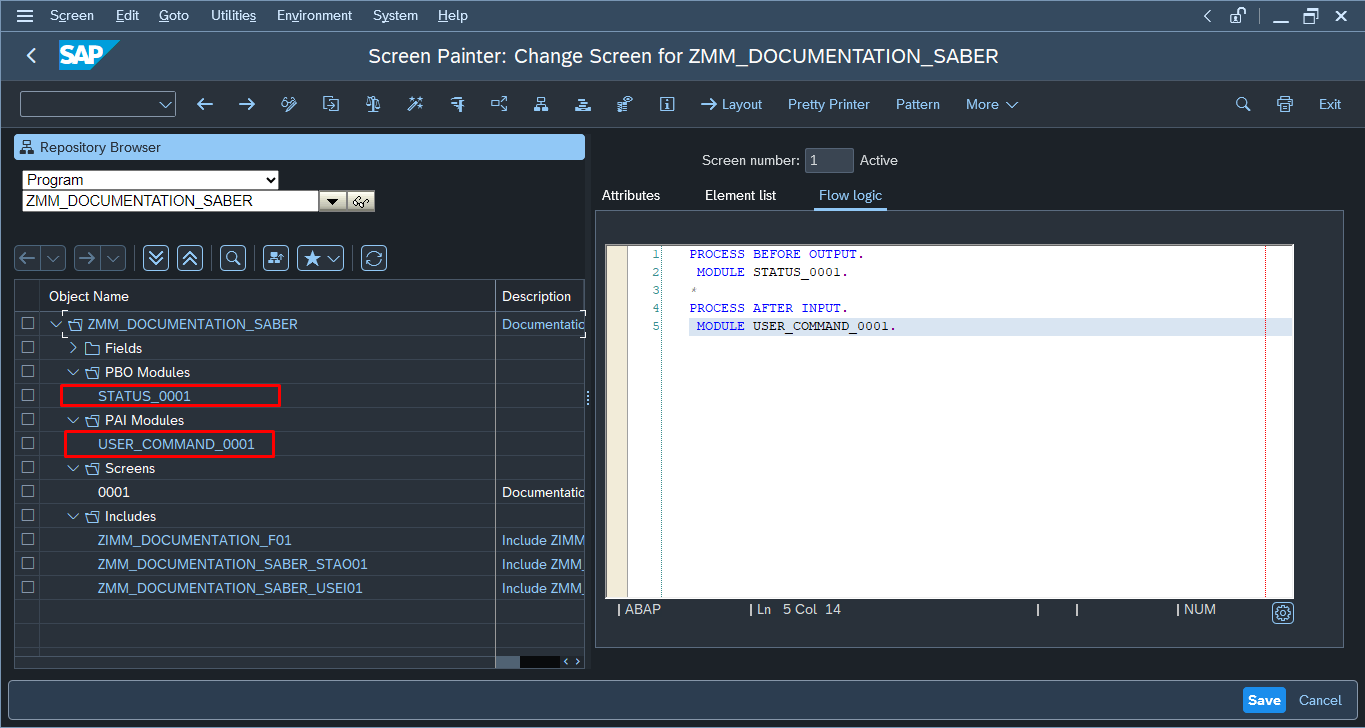 Screen Edit Goto Utilities Environment System Help
SAP Screen Painter: Change Screen for ZMM_DOCUMENTATION_SABER
Layout Pretty Printer Pattern More Exit
Repository Browser
Program
ZMM_DOCUMENTATION_SABER
Object Name Description
ZMM_DOCUMENTATION_SABER Documentatic
Fields
PBO Modules
STATUS_0001
PAI Modules
USER_COMMAND_0001
Screens
0001 Documentatic
Includes
ZIMM_DOCUMENTATION_F01 Include ZIMM
ZMM_DOCUMENTATION_SABER_STAO01 Include ZMM_
ZMM_DOCUMENTATION_SABER_USEI01 Include ZMM_
Screen number: 1 Active
Attributes Element list Flow logic
1 PROCESS BEFORE OUTPUT.
2 MODULE STATUS_0001.
3 *
4 PROCESS AFTER INPUT.
5 MODULE USER_COMMAND_0001.
ABAP Ln 5 Col 14 NUM
Save Cancel